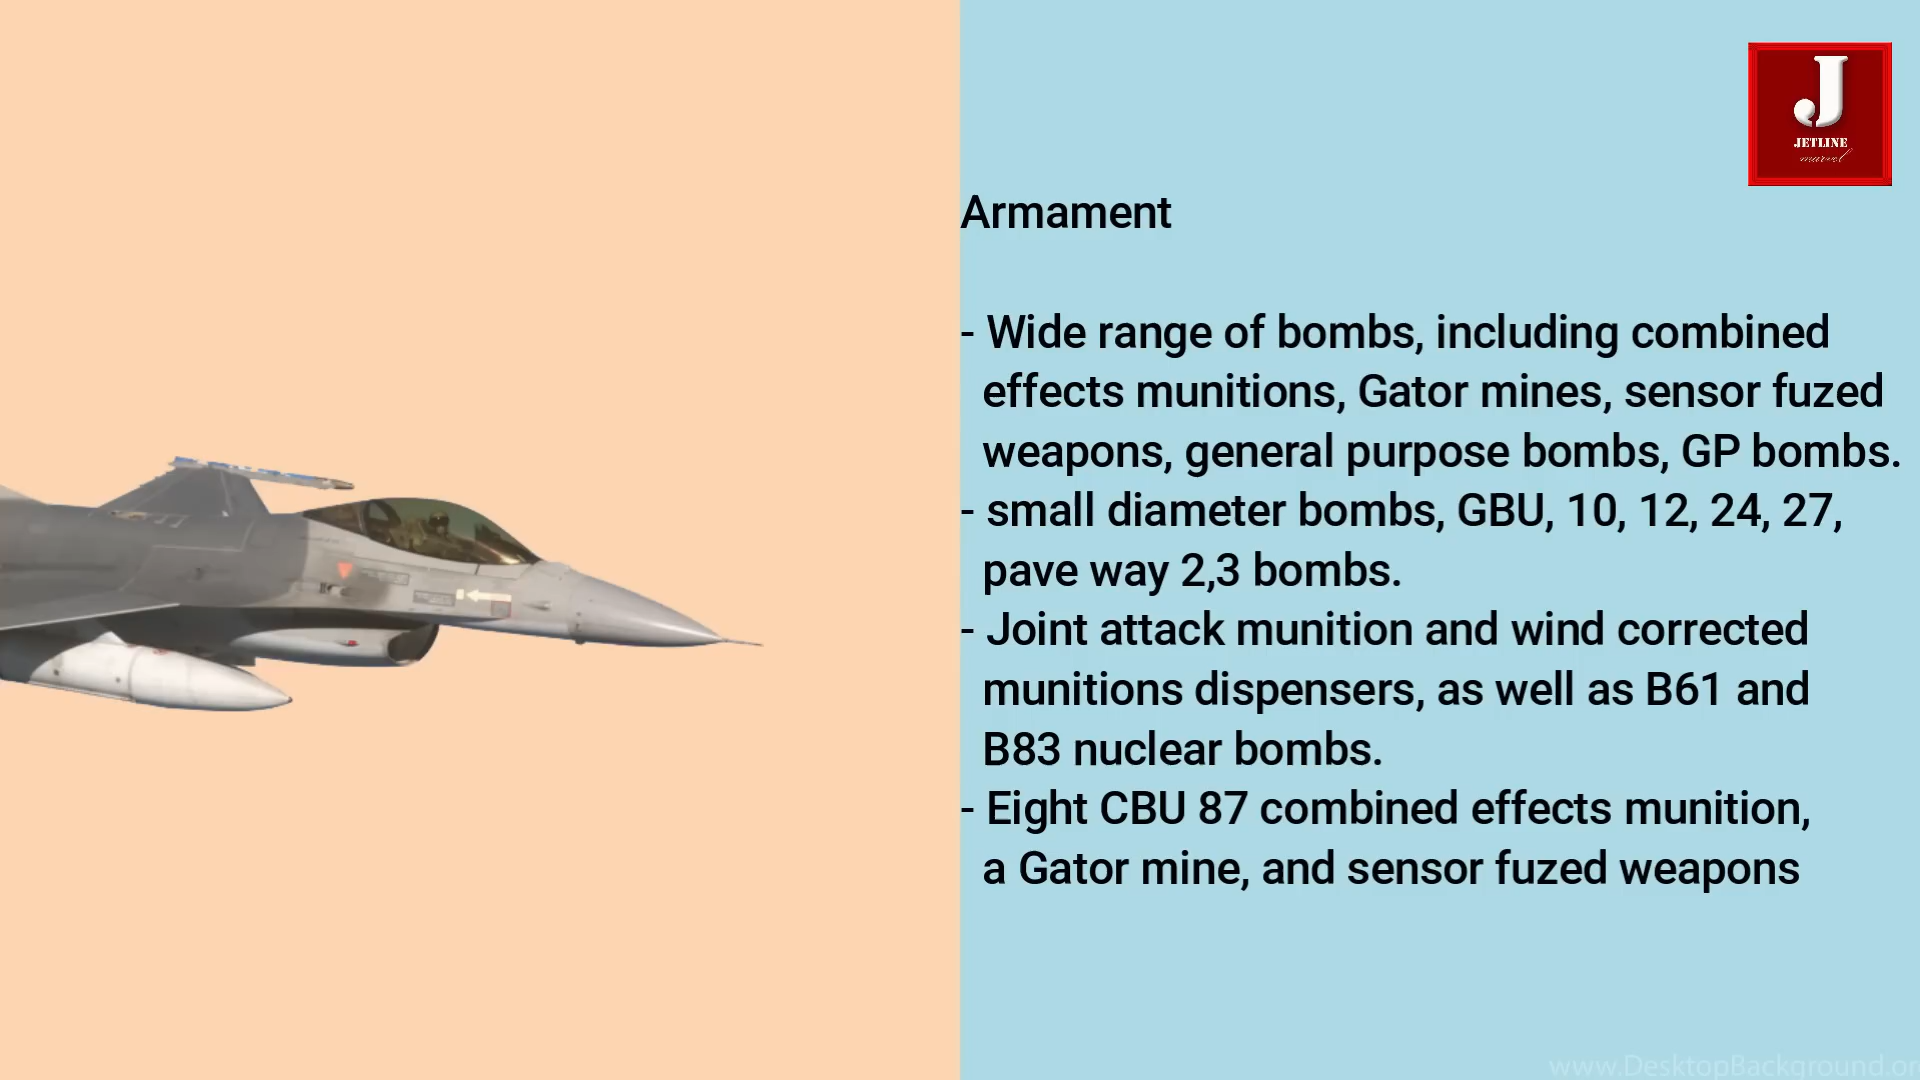 J
JETLINE
marvel
Armament
- Wide range of bombs, including combined
effects munitions, Gator mines, sensor fuzed
weapons, general purpose bombs, GP bombs.
- small diameter bombs, GBU, 10, 12, 24, 27,
pave way 2,3 bombs.
- Joint attack munition and wind corrected
munitions dispensers, as well as B61 and
B83 nuclear bombs.
- Eight CBU 87 combined effects munition,
a Gator mine, and sensor fuzed weapons
www.DesktopBackground.or